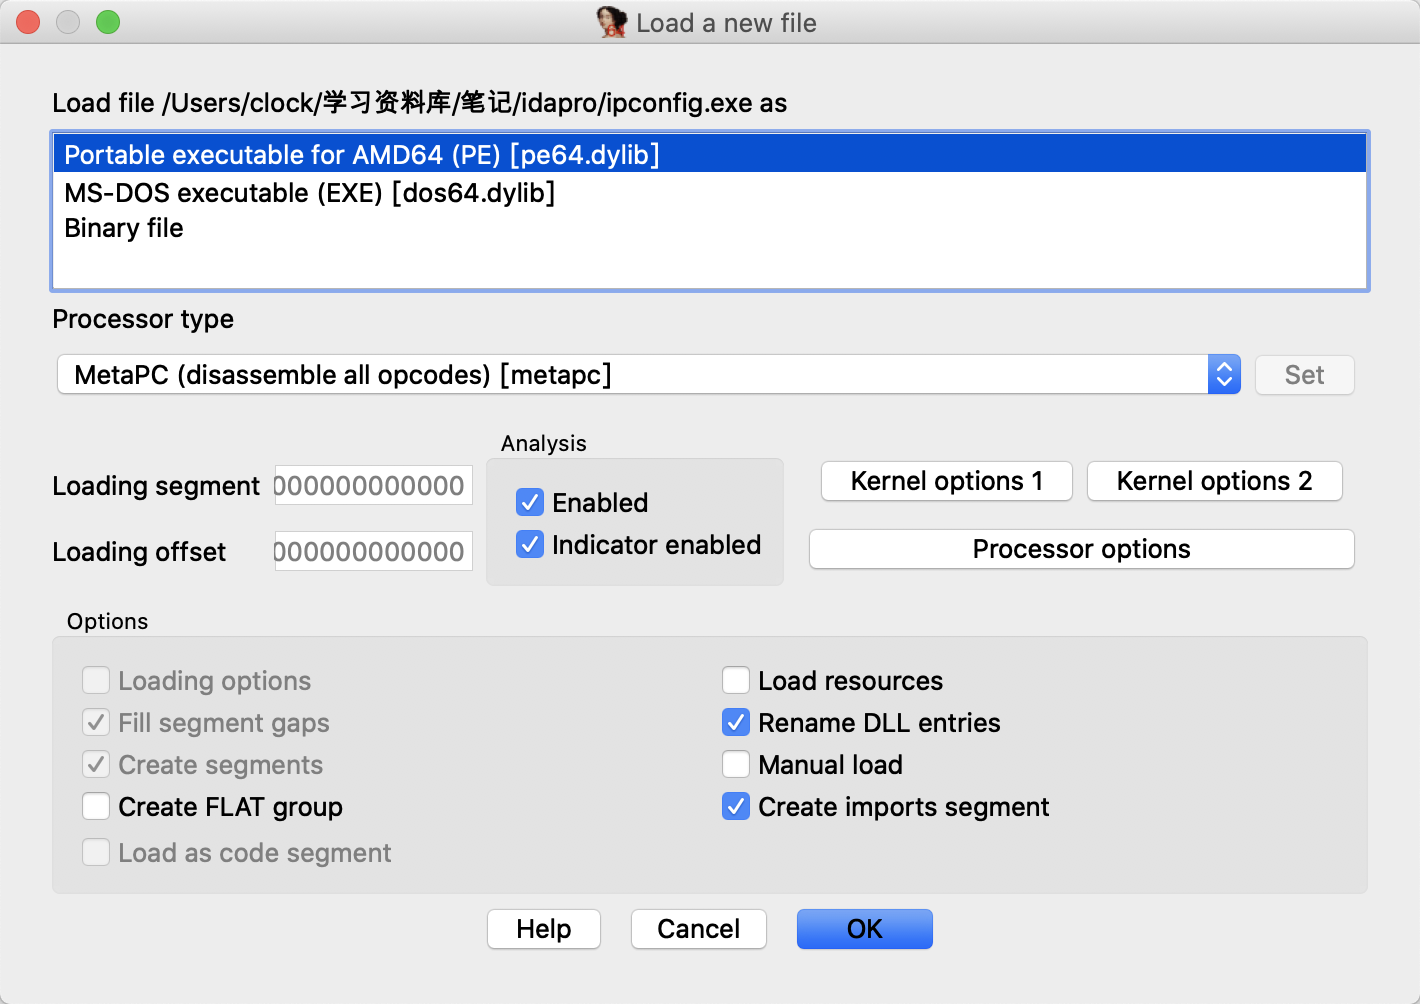 Load a new file
Load file /Users/clock/学习资料库/笔记/idapro/ipconfig.exe as
Portable executable for AMD64 (PE) [pe64.dylib]
MS-DOS executable (EXE) [dos64.dylib]
Binary file
Processor type
MetaPC (disassemble all opcodes) [metapc]
Set
Analysis
Loading segment 000000000000
Enabled
Kernel options 1
Kernel options 2
Loading offset 000000000000
Indicator enabled
Processor options
Options
Loading options
Fill segment gaps
Create segments
Create FLAT group
Load as code segment
Load resources
Rename DLL entries
Manual load
Create imports segment
Help
Cancel
OK